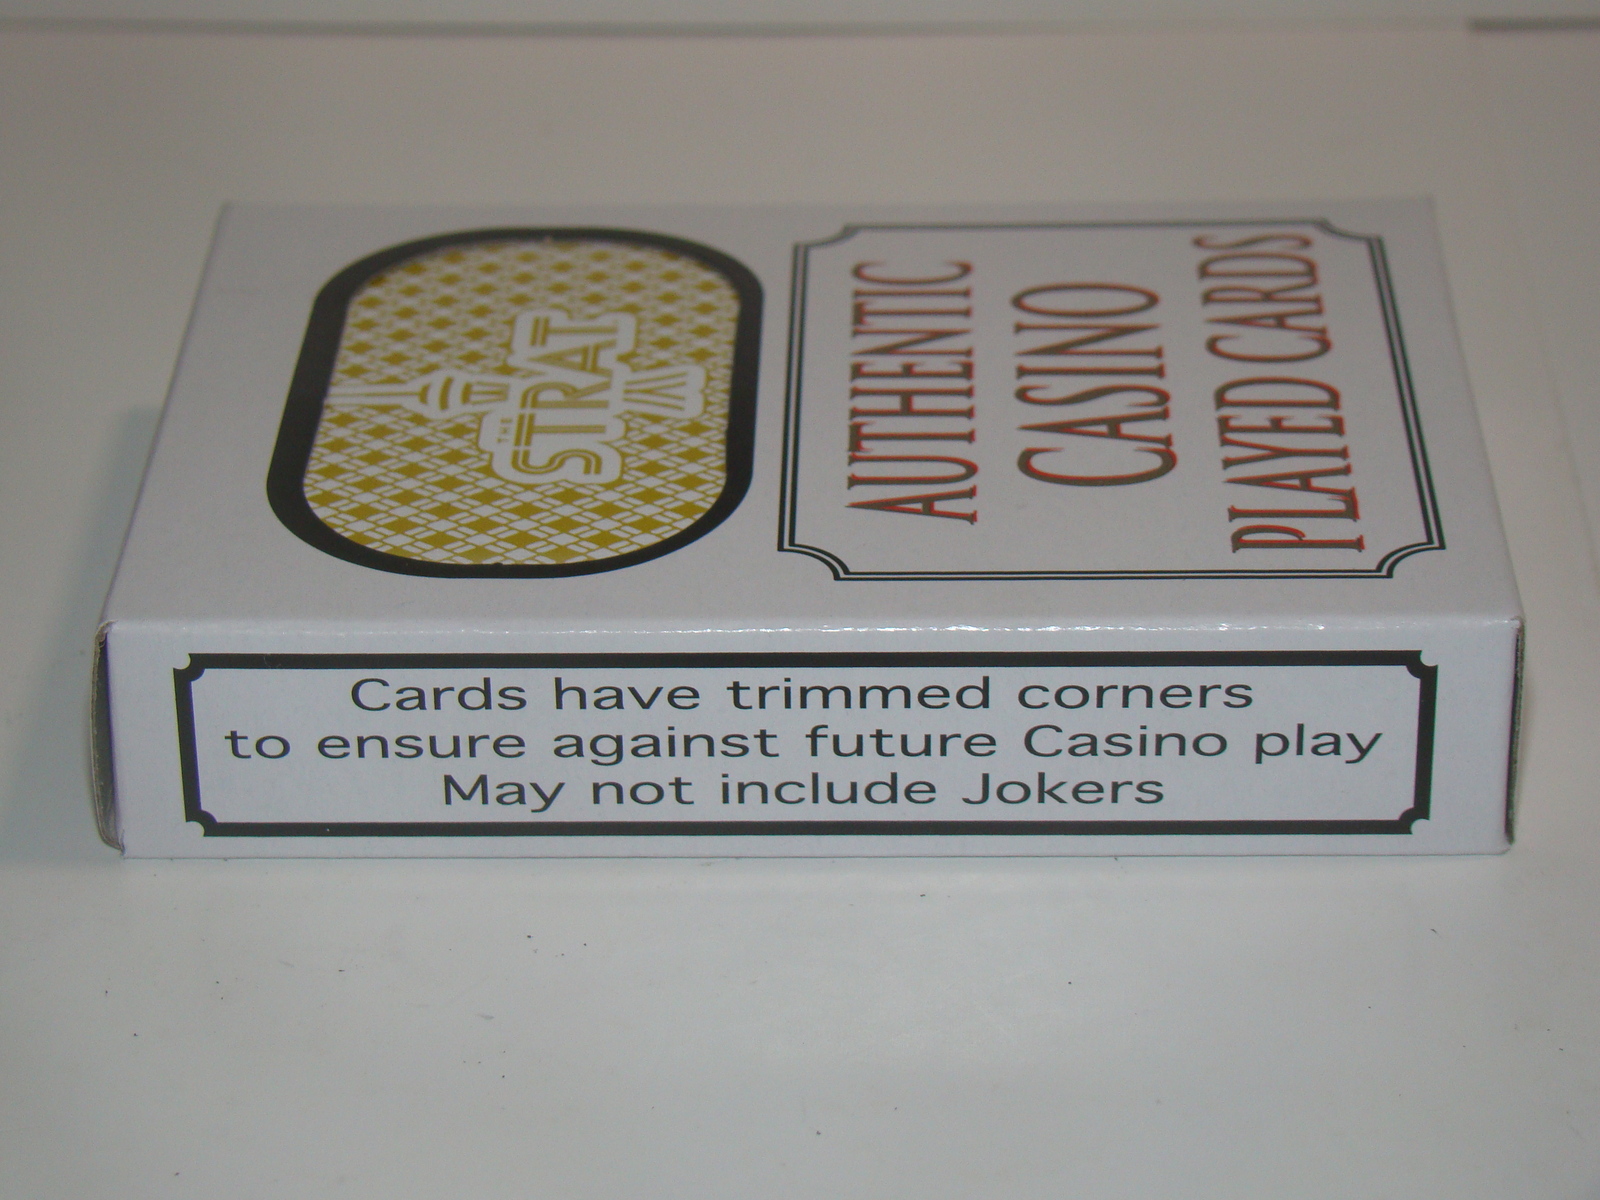 THE
STRAT
AUTHENTIC
CASINO
PLAYED CARDS
Cards have trimmed corners
to ensure against future Casino play
May not include Jokers